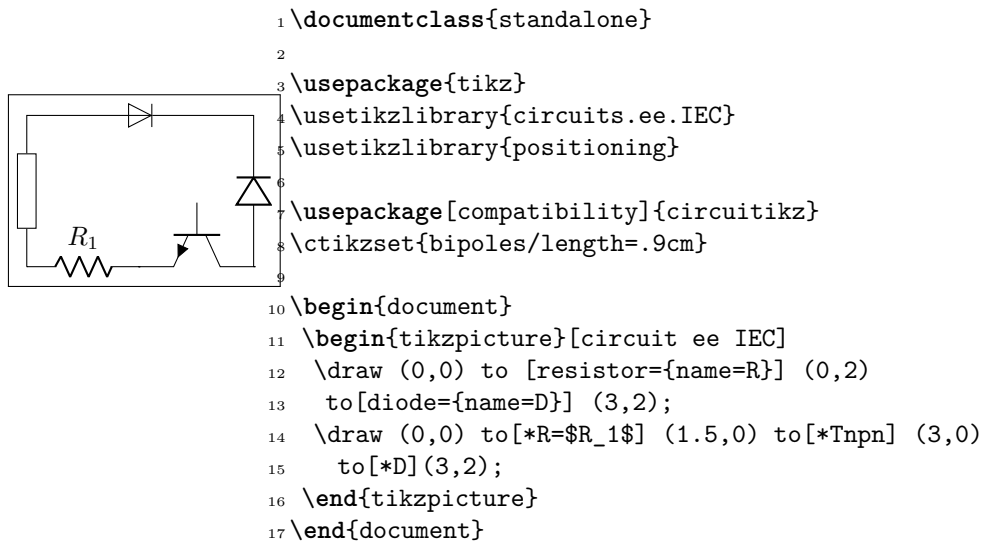 R_1
1 \documentclass{standalone}
2
3 \usepackage{tikz}
4 \usetikzlibrary{circuits.ee.IEC}
5 \usetikzlibrary{positioning}
6
7 \usepackage[compatibility]{circuitikz}
8 \ctikzset{bipoles/length=.9cm}
9
10 \begin{document}
11 \begin{tikzpicture}[circuit ee IEC]
12 \draw (0,0) to [resistor={name=R}] (0,2)
13 to[diode={name=D}] (3,2);
14 \draw (0,0) to[*R=$R_1$] (1.5,0) to[*Tnpn] (3,0)
15 to[*D](3,2);
16 \end{tikzpicture}
17 \end{document}